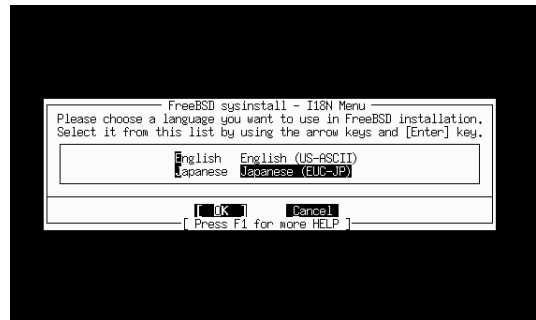 FreeBSD sysinstall - I18N Menu
Please choose a language you want to use in FreeBSD installation.
Select it from this list by using the arrow keys and [Enter] key.
English English (US-ASCII)
Japanese Japanese (EUC-JP)
[ OK ] Cancel
[ Press F1 for more HELP ]